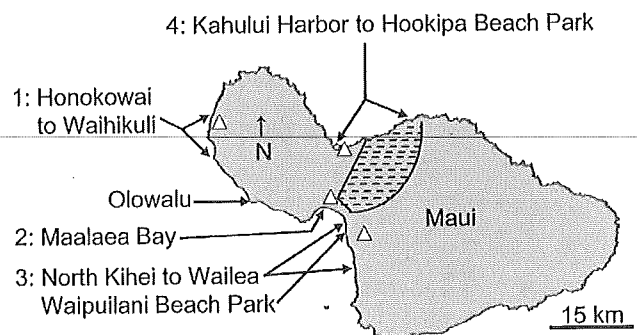 4: Kahului Harbor to Hookipa Beach Park
1: Honokowai
to Waihikuli
N
Olowalu
Maui
2: Maalaea Bay
3: North Kihei to Wailea
Waipuilani Beach Park
15 km